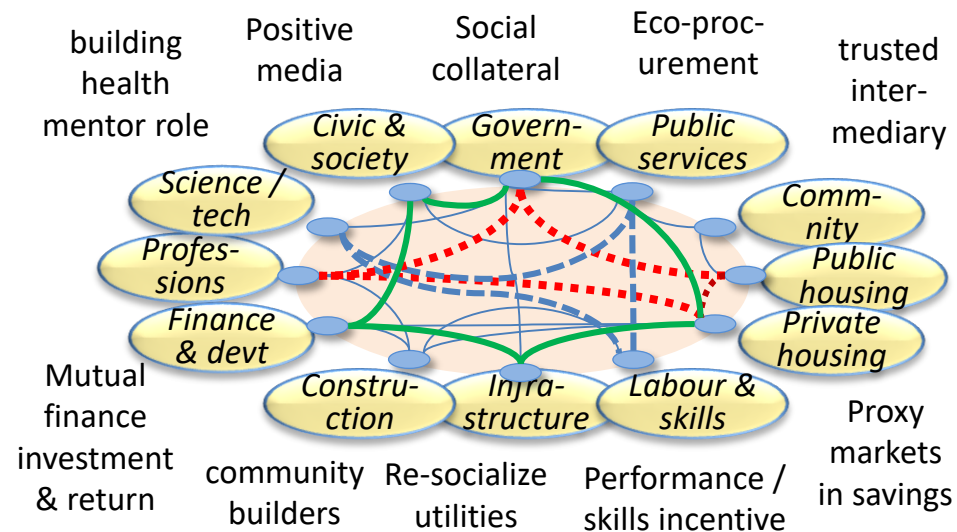 building
health
mentor role
Positive
media
Social
collateral
Eco-proc-
urement
trusted
inter-
mediary
Civic &
society
Govern-
ment
Public
services
Science /
tech
Comm-
nity
Profes-
sions
Public
housing
Finance
& devt
Private
housing
Constru-
ction
Infra-
structure
Labour &
skills
Mutual
finance
investment
& return
community
builders
Re-socialize
utilities
Performance /
skills incentive
Proxy
markets
in savings